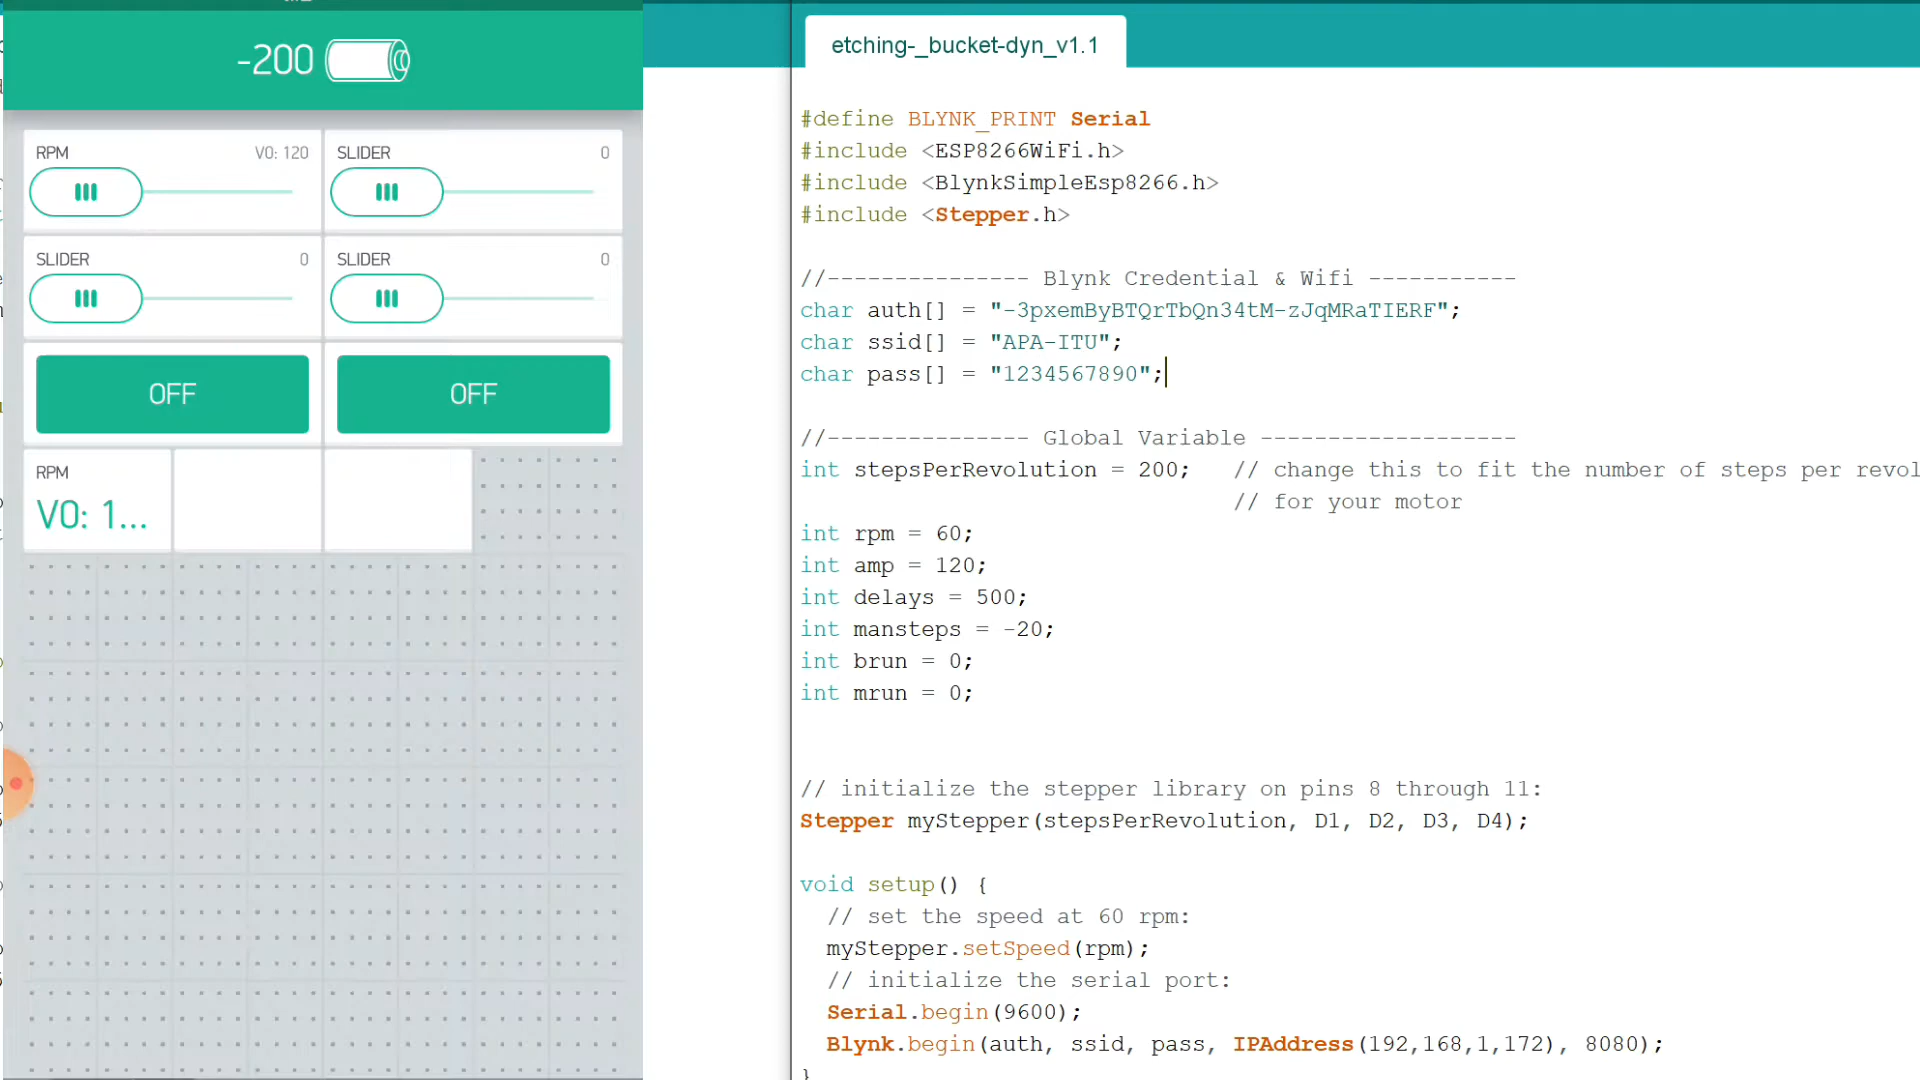 -200
RPM V0: 120
SLIDER 0
SLIDER 0
SLIDER 0
OFF
OFF
RPM
V0: 1...
etching-_bucket-dyn_v1.1
#define BLYNK_PRINT Serial
#include <ESP8266WiFi.h>
#include <BlynkSimpleEsp8266.h>
#include <Stepper.h>
//--------------- Blynk Credential & Wifi -----------
char auth[] = "-3pxemByBTQrTbQn34tM-zJqMRaTIERF";
char ssid[] = "APA-ITU";
char pass[] = "1234567890";
//--------------- Global Variable -------------------
int stepsPerRevolution = 200;   // change this to fit the number of steps per revol
// for your motor
int rpm = 60;
int amp = 120;
int delays = 500;
int mansteps = -20;
int brun = 0;
int mrun = 0;
// initialize the stepper library on pins 8 through 11:
Stepper myStepper(stepsPerRevolution, D1, D2, D3, D4);
void setup() {
  // set the speed at 60 rpm:
  myStepper.setSpeed(rpm);
  // initialize the serial port:
  Serial.begin(9600);
  Blynk.begin(auth, ssid, pass, IPAddress(192,168,1,172), 8080);
}